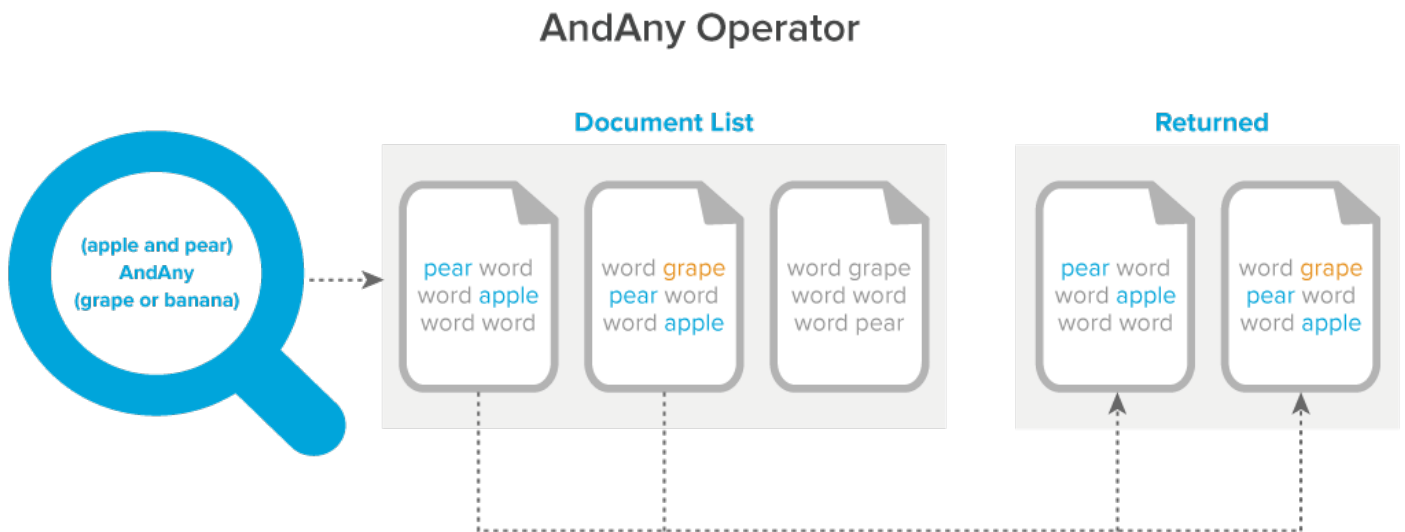 AndAny Operator
Document List
Returned
(apple and pear)
AndAny
(grape or banana)
pear word
word apple
word word
word grape
pear word
word apple
word grape
word word
word pear
pear word
word apple
word word
word grape
pear word
word apple